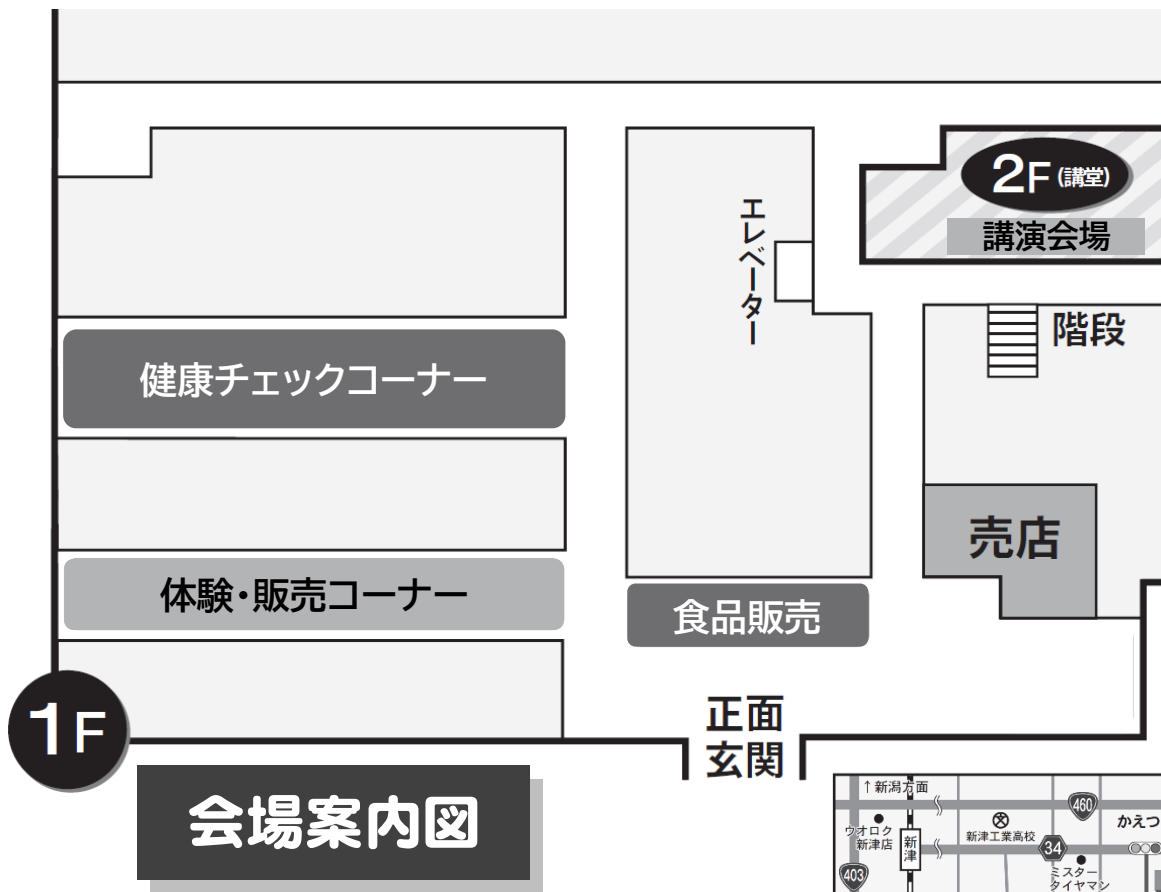 2F(講堂)
講演会場
エレベーター
階段
健康チェックコーナー
売店
体験・販売コーナー
食品販売
1F
正面
玄関
会場案内図
↑新潟方面
460
かえつ
ウオロク
新津店
新津
新津工業高校
34
ミスター
タイヤマン
403